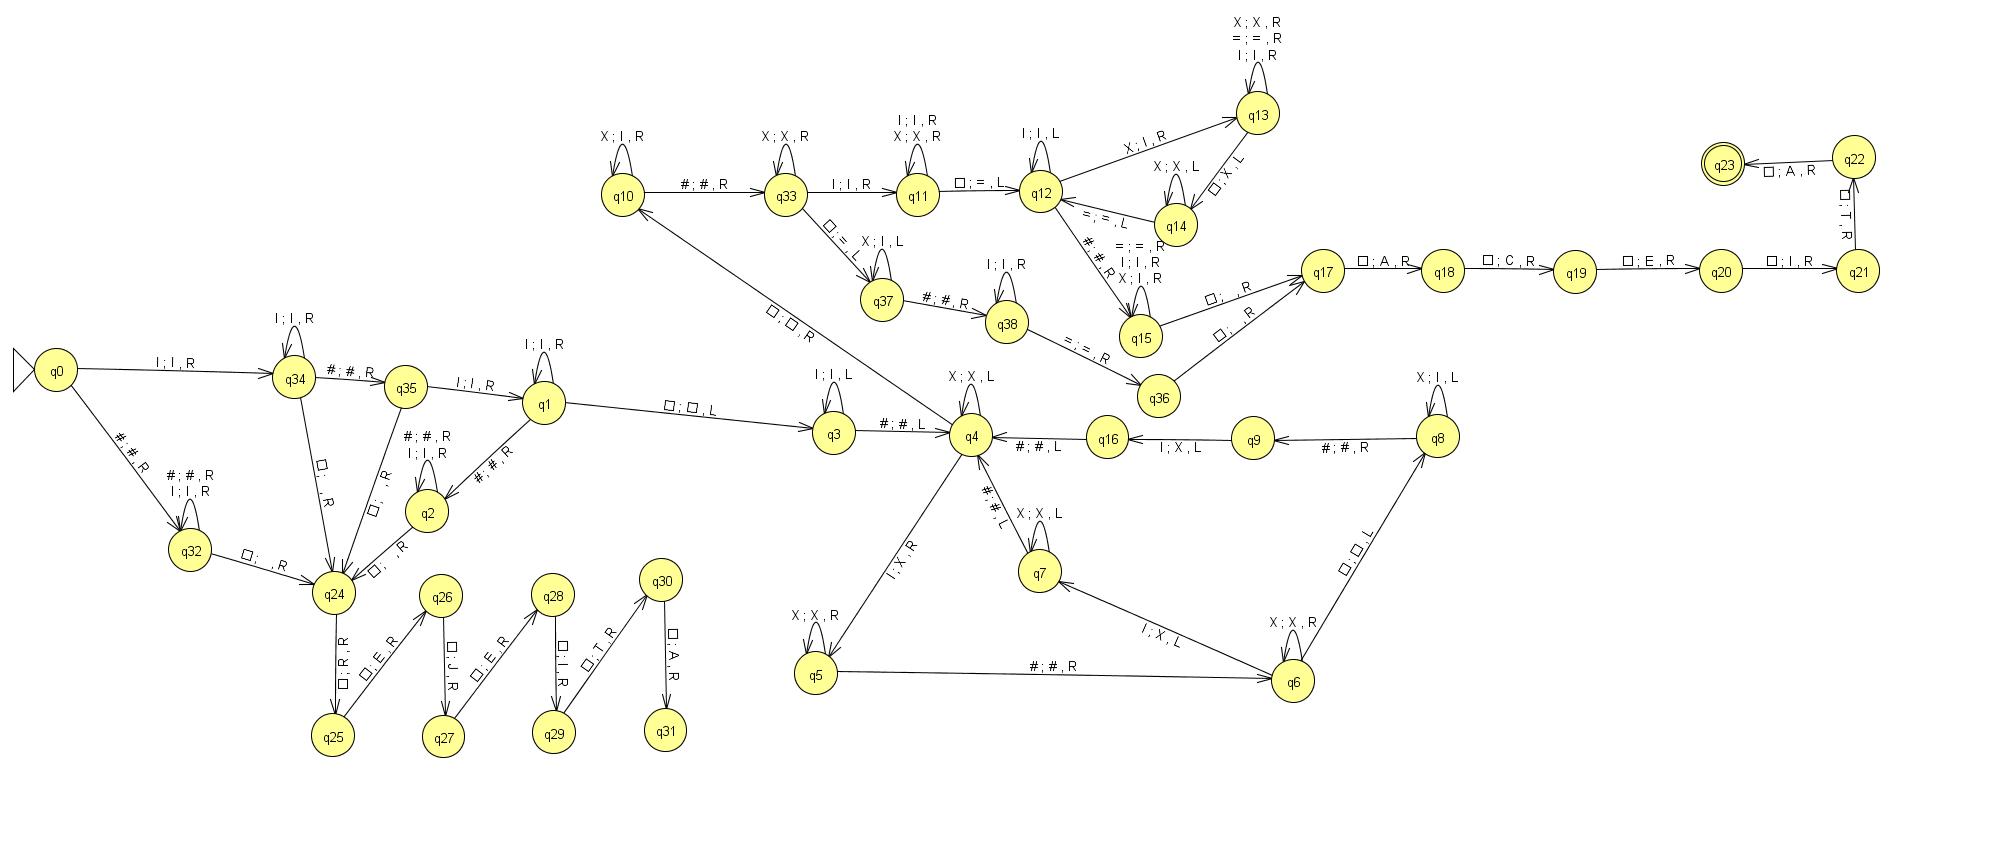 X ; X , R
= ; = , R
I ; I , R
q13
I ; I , R
X ; I , R
X ; X , R
X ; X , R
I ; I , L
X ; I , R
X ; X , L
□ ; X , L
q23
□ ; A , R
q22
q10
# ; # , R
q33
I ; I , R
q11
□ ; = , L
q12
= ; = , L
q14
□ ; T , R
□ ; = , L
X ; I , L
# ; # , R
= ; = , R
I ; I , R
X ; I , R
I ; I , R
q17
□ ; A , R
q18
□ ; C , R
q19
□ ; E , R
q20
□ ; I , R
q21
q37
# ; # , R
q38
□ ; , R
□ ; , R
q15
= ; = , R
□ ; □ , R
I ; I , R
I ; I , R
q0
I ; I , R
q34
# ; # , R
q35
I ; I , R
q1
□ ; □ , L
I ; I , L
X ; X , L
q36
X ; I , L
q3
# ; # , L
q4
# ; # , L
q16
I ; X , L
q9
# ; # , R
q8
# ; # , R
□ ; , R
□ ; , R
# ; # , R
I ; I , R
# ; # , R
# ; # , R
I ; I , R
q2
# ; # , L
X ; X , L
□ ; □ , L
q32
□ ; , R
□ ; , R
I ; X , R
q7
q24
q26
q28
q30
X ; X , R
I ; X , L
X ; X , R
□ ; R , R
□ ; E , R
□ ; J , R
□ ; E , R
□ ; I , R
□ ; T , R
□ ; A , R
q5
# ; # , R
q6
q25
q27
q29
q31